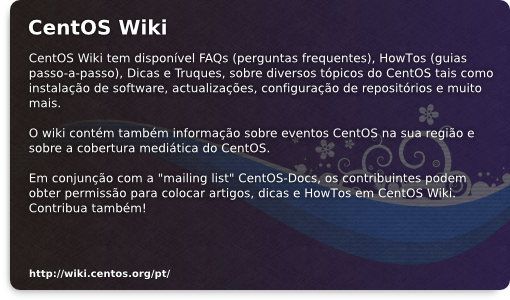 CentOS Wiki
CentOS Wiki tem disponível FAQs (perguntas frequentes), HowTos (guias
passo-a-passo), Dicas e Truques, sobre diversos tópicos do CentOS tais como
instalação de software, actualizações, configuração de repositórios e muito
mais.
O wiki contém também informação sobre eventos CentOS na sua região e
sobre a cobertura mediática do CentOS.
Em conjunção com a "mailing list" CentOS-Docs, os contribuintes podem
obter permissão para colocar artigos, dicas e HowTos em CentOS Wiki.
Contribua também!
http://wiki.centos.org/pt/